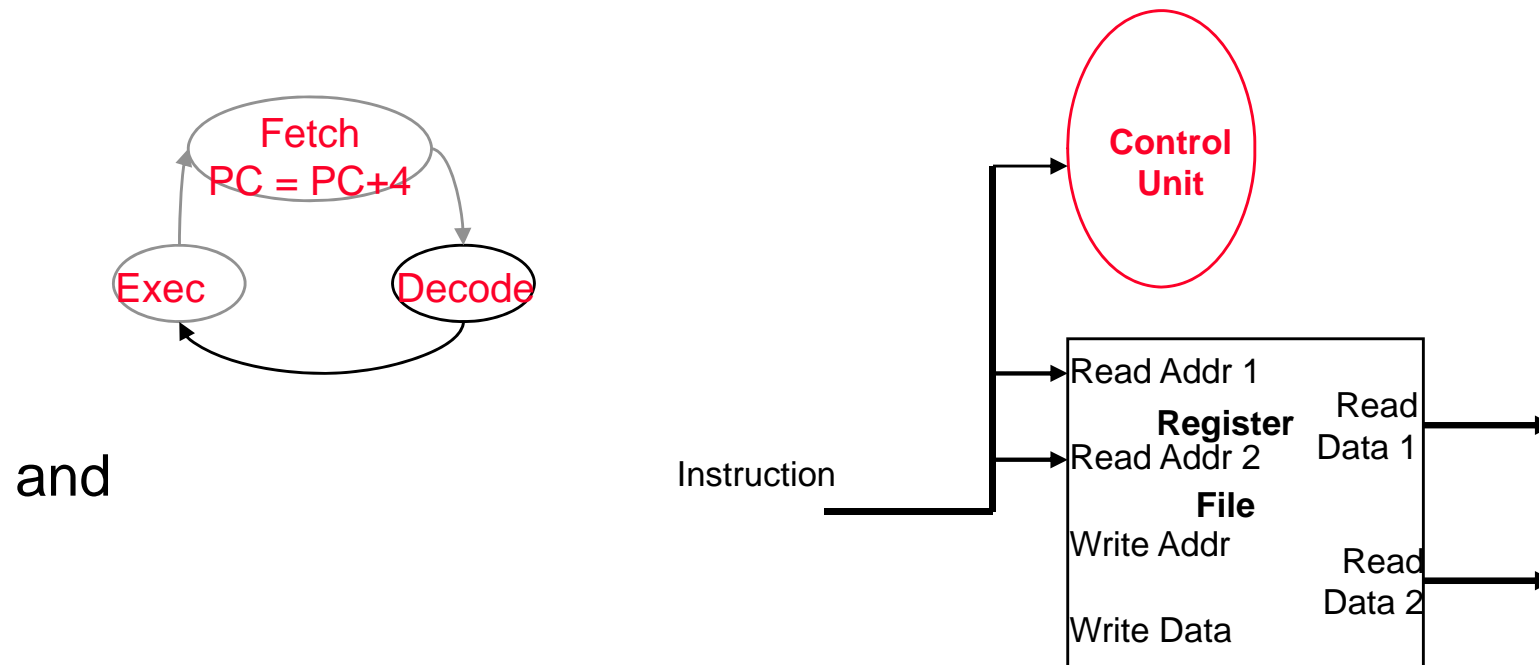 Fetch
PC = PC+4
Exec
Decode
and
Control
Unit
Instruction
Read Addr 1
Register
Read Addr 2
File
Write Addr
Write Data
Read
Data 1
Read
Data 2